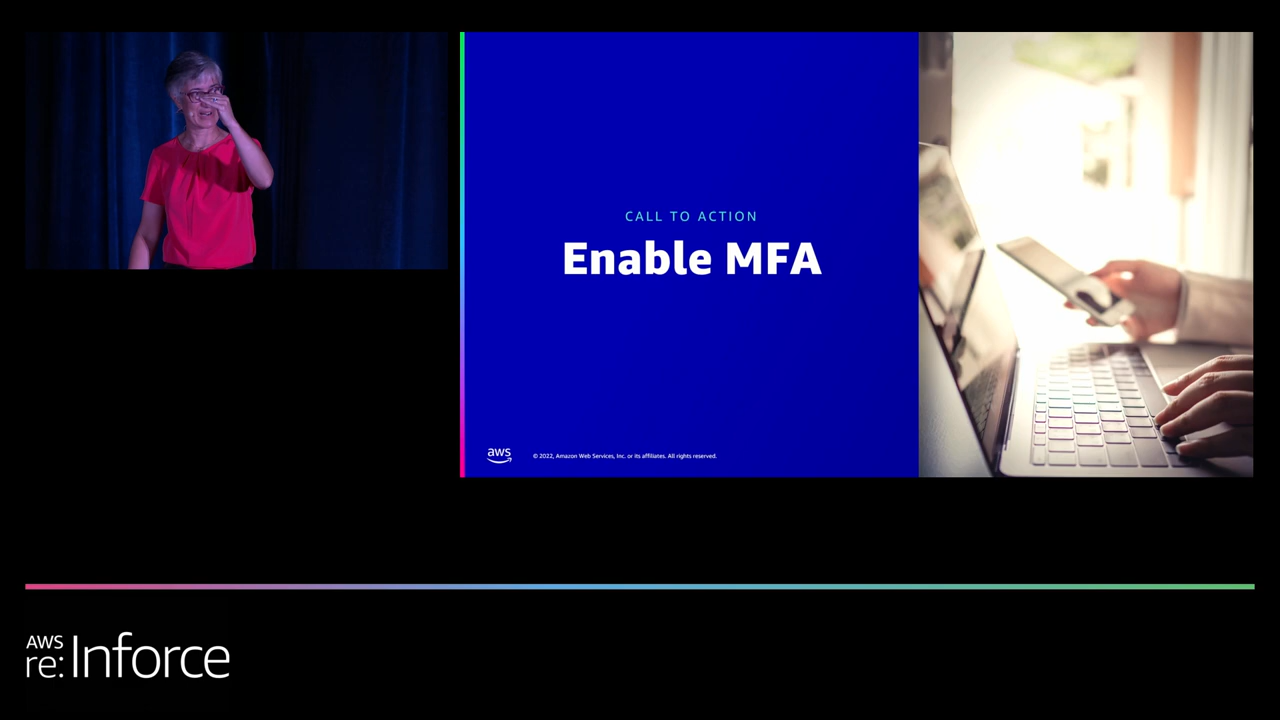 CALL TO ACTION
Enable MFA
aws
© 2022, Amazon Web Services, Inc. or its affiliates. All rights reserved.
AWS
re:Inforce